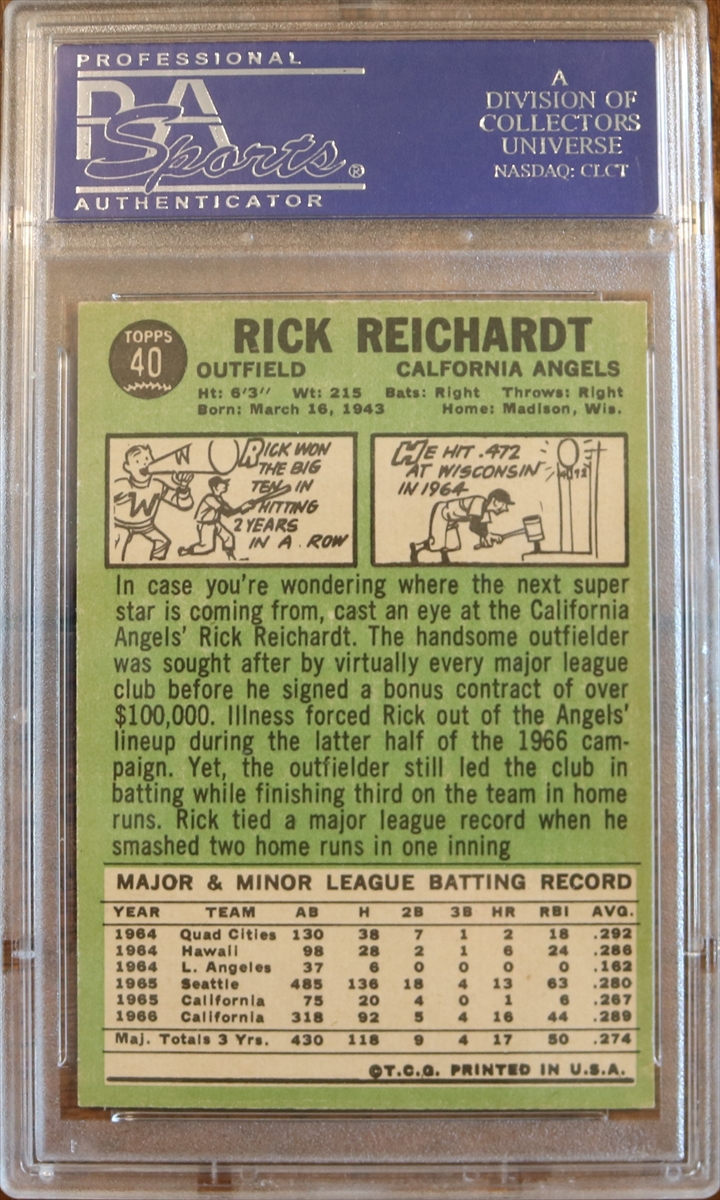 PROFESSIONAL
PSA
Sports®
AUTHENTICATOR
A
DIVISION OF
COLLECTORS
UNIVERSE
NASDAQ: CLCT
TOPPS
40
RICK REICHARDT
OUTFIELD CALFORNIA ANGELS
Ht: 6'3" Wt: 215 Bats: Right Throws: Right
Born: March 16, 1943 Home: Madison, Wis.
W
W
RICK WON
THE BIG
TEN IN
HITTING
2 YEARS
IN A ROW
HE HIT .472
AT WISCONSIN
IN 1964
In case you're wondering where the next super
star is coming from, cast an eye at the California
Angels' Rick Reichardt. The handsome outfielder
was sought after by virtually every major league
club before he signed a bonus contract of over
$100,000. Illness forced Rick out of the Angels'
lineup during the latter half of the 1966 cam-
paign. Yet, the outfielder still led the club in
batting while finishing third on the team in home
runs. Rick tied a major league record when he
smashed two home runs in one inning
MAJOR & MINOR LEAGUE BATTING RECORD
YEAR TEAM AB H 2B 3B HR RBI AVG.
1964 Quad Cities 130 38 7 1 2 18 .292
1964 Hawaii 98 28 2 1 6 24 .286
1964 L. Angeles 37 6 0 0 0 0 .162
1965 Seattle 485 136 18 4 13 63 .280
1965 California 75 20 4 0 1 6 .267
1966 California 318 92 5 4 16 44 .289
Maj. Totals 3 Yrs. 430 118 9 4 17 50 .274
©T.C.G. PRINTED IN U.S.A.